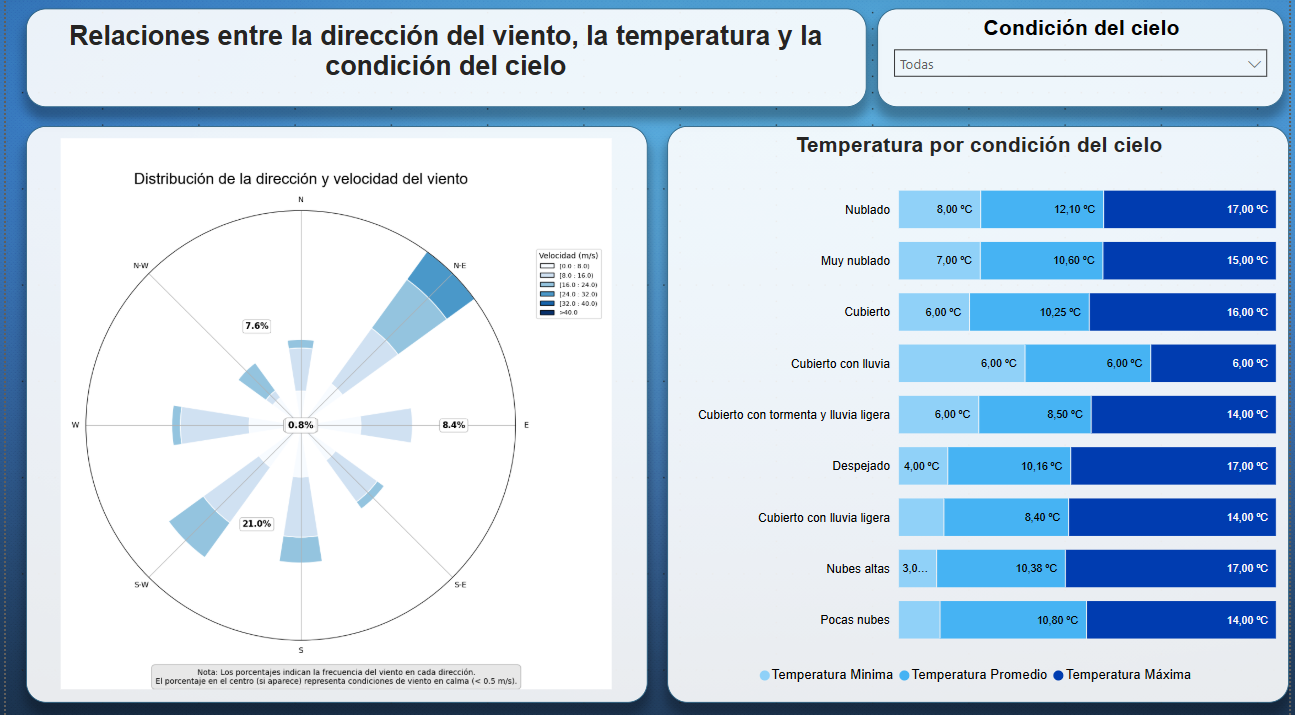 Relaciones entre la dirección del viento, la temperatura y la
condición del cielo
Condición del cielo
Todas
Distribución de la dirección y velocidad del viento
N
N-W
N-E
Velocidad (m/s)
[0.0 : 8.0)
[8.0 : 16.0)
[16.0 : 24.0)
[24.0 : 32.0)
[32.0 : 40.0)
>40.0
7.6%
W
0.8%
8.4%
E
21.0%
S-W
S-E
S
Nota: Los porcentajes indican la frecuencia del viento en cada dirección.
El porcentaje en el centro (si aparece) representa condiciones de viento en calma (< 0.5 m/s).
Temperatura por condición del cielo
Nublado 8,00 ºC 12,10 ºC 17,00 ºC
Muy nublado 7,00 ºC 10,60 ºC 15,00 ºC
Cubierto 6,00 ºC 10,25 ºC 16,00 ºC
Cubierto con lluvia 6,00 ºC 6,00 ºC 6,00 ºC
Cubierto con tormenta y lluvia ligera 6,00 ºC 8,50 ºC 14,00 ºC
Despejado 4,00 ºC 10,16 ºC 17,00 ºC
Cubierto con lluvia ligera 8,40 ºC 14,00 ºC
Nubes altas 3,0... 10,38 ºC 17,00 ºC
Pocas nubes 10,80 ºC 14,00 ºC
Temperatura Minima Temperatura Promedio Temperatura Máxima